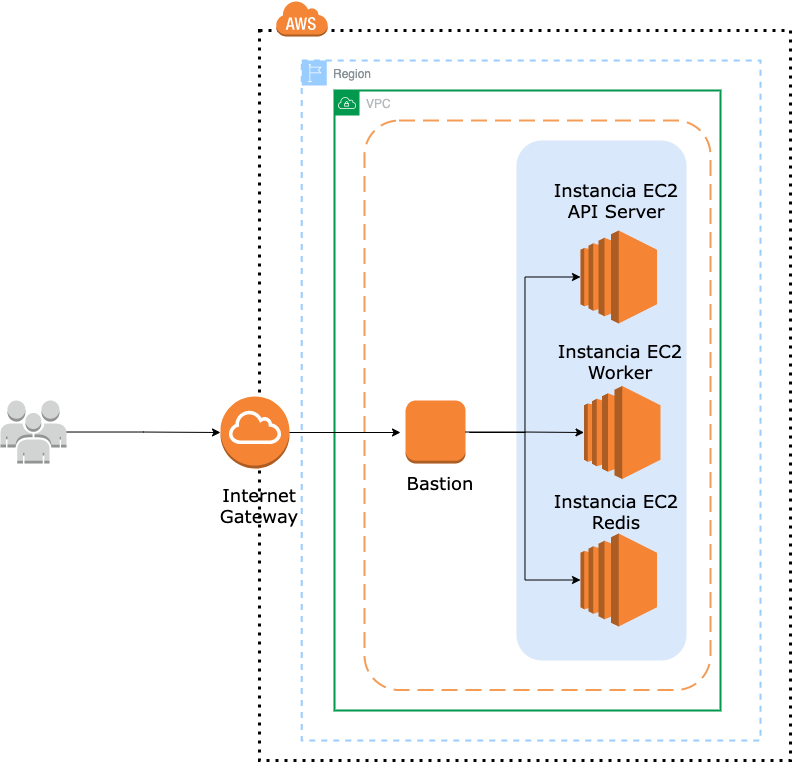 AWS
Region
VPC
Instancia EC2
API Server
Instancia EC2
Worker
Bastion
Internet
Gateway
Instancia EC2
Redis